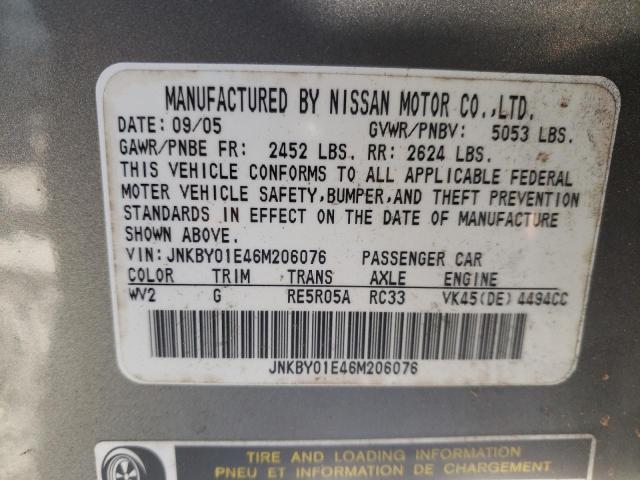 MANUFACTURED BY NISSAN MOTOR CO.,LTD.
DATE: 09/05 GVWR/PNBV: 5053 LBS.
GAWR/PNBE FR: 2452 LBS. RR: 2624 LBS.
THIS VEHICLE CONFORMS TO ALL APPLICABLE FEDERAL
MOTER VEHICLE SAFETY,BUMPER,AND THEFT PREVENTION
STANDARDS IN EFFECT ON THE DATE OF MANUFACTURE
SHOWN ABOVE.
VIN: JNKBY01E46M206076 PASSENGER CAR
COLOR TRIM TRANS AXLE ENGINE
WV2 G RE5R05A RC33 VK45(DE) 4494CC
JNKBY01E46M206076
TIRE AND LOADING INFORMATION
PNEU ET INFORMATION DE CHARGEMENT